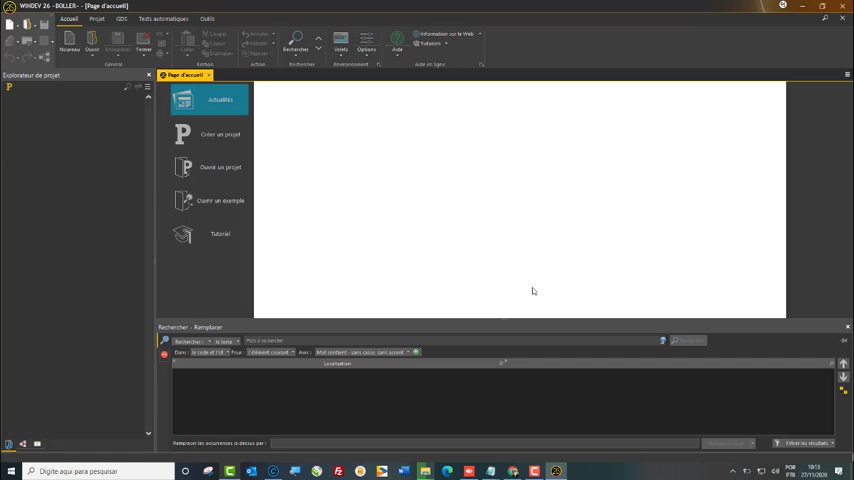 WINDEV 26 -BOLLER- - [Page d'accueil]
Accueil Projet GDS Tests automatiques Outils
Nouveau Ouvrir Enregistrer Fermer
Coller Couper Copier Dupliquer
Annuler Refaire
Rechercher
Volets Options
Aide Information sur le Web
Tutoriels
Général Edition Action Rechercher Environnement Aide en ligne
Explorateur de projet
Page d'accueil
Actualités
Créer un projet
Ouvrir un projet
Ouvrir un exemple
Tutoriel
Rechercher - Remplacer
Rechercher : le texte Mots à rechercher
Dans : le code et l'UI Pour : l'élément courant Avec : Mot contient - sans casse, sans accent
Localisation
Remplacer les occurrences ci-dessus par : Filtrer les résultats
Digite aqui para pesquisar
POR
PTB
10:13
27/11/2020